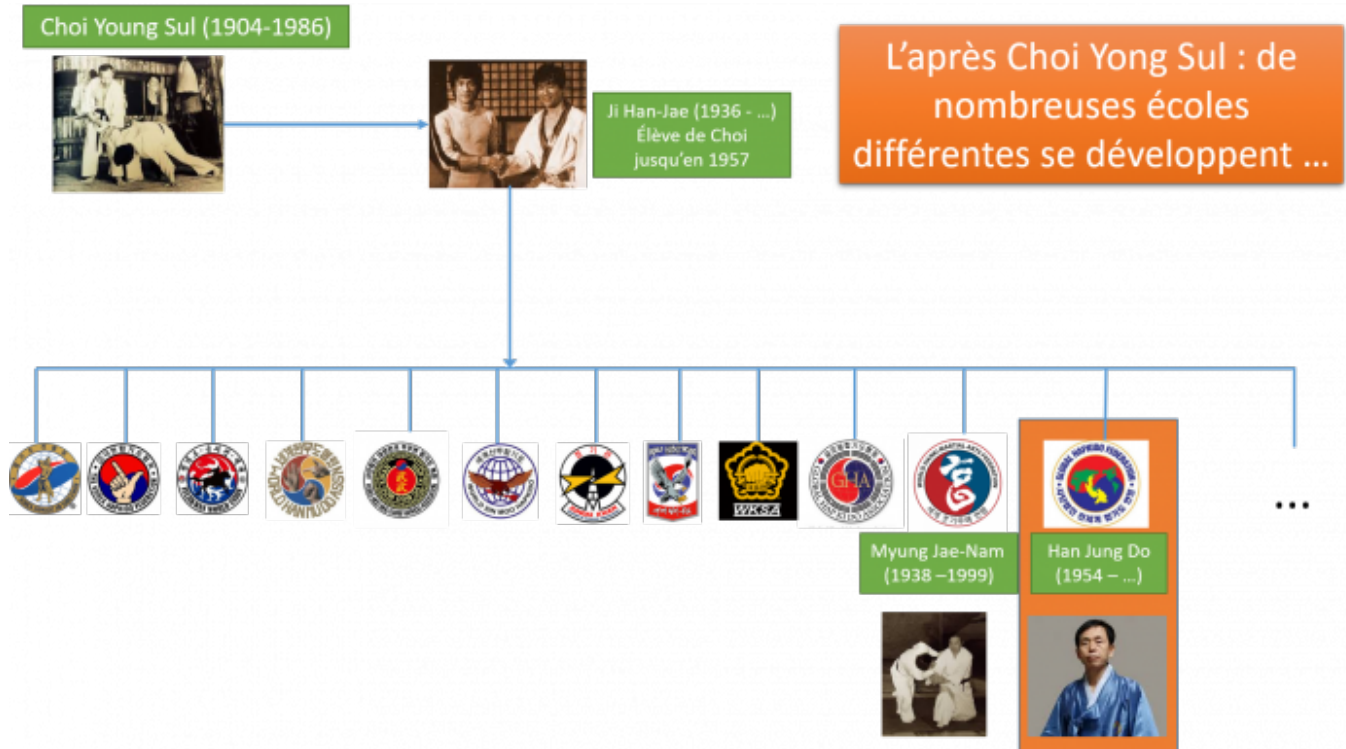 Choi Young Sul (1904-1986)
Ji Han-Jae (1936 - …)
Élève de Choi
jusqu'en 1957
L'après Choi Yong Sul : de
nombreuses écoles
différentes se développent …
WKSA
GHA
…
Myung Jae-Nam
(1938 –1999)
Han Jung Do
(1954 – …)